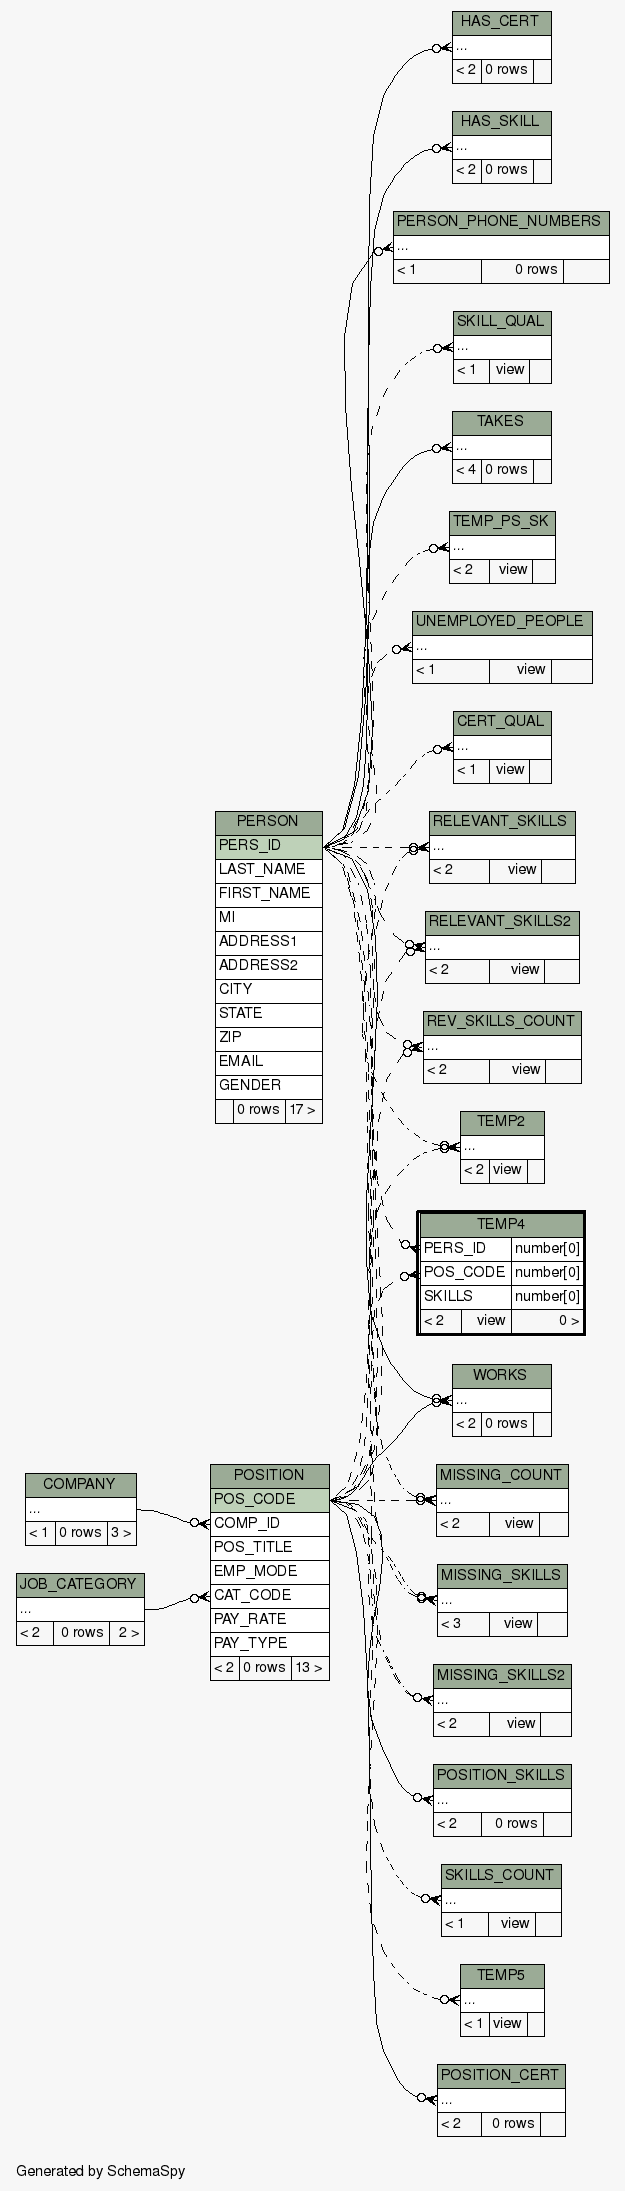 HAS_CERT
...
< 2 0 rows
HAS_SKILL
...
< 2 0 rows
PERSON_PHONE_NUMBERS
...
< 1 0 rows
SKILL_QUAL
...
< 1 view
TAKES
...
< 4 0 rows
TEMP_PS_SK
...
< 2 view
UNEMPLOYED_PEOPLE
...
< 1 view
CERT_QUAL
...
< 1 view
PERSON
PERS_ID
LAST_NAME
FIRST_NAME
MI
ADDRESS1
ADDRESS2
CITY
STATE
ZIP
EMAIL
GENDER
0 rows 17 >
RELEVANT_SKILLS
...
< 2 view
RELEVANT_SKILLS2
...
< 2 view
REV_SKILLS_COUNT
...
< 2 view
TEMP2
...
< 2 view
TEMP4
PERS_ID number[0]
POS_CODE number[0]
SKILLS number[0]
< 2 view 0 >
WORKS
...
< 2 0 rows
COMPANY
...
< 1 0 rows 3 >
JOB_CATEGORY
...
< 2 0 rows 2 >
POSITION
POS_CODE
COMP_ID
POS_TITLE
EMP_MODE
CAT_CODE
PAY_RATE
PAY_TYPE
< 2 0 rows 13 >
MISSING_COUNT
...
< 2 view
MISSING_SKILLS
...
< 3 view
MISSING_SKILLS2
...
< 2 view
POSITION_SKILLS
...
< 2 0 rows
SKILLS_COUNT
...
< 1 view
TEMP5
...
< 1 view
POSITION_CERT
...
< 2 0 rows
Generated by SchemaSpy